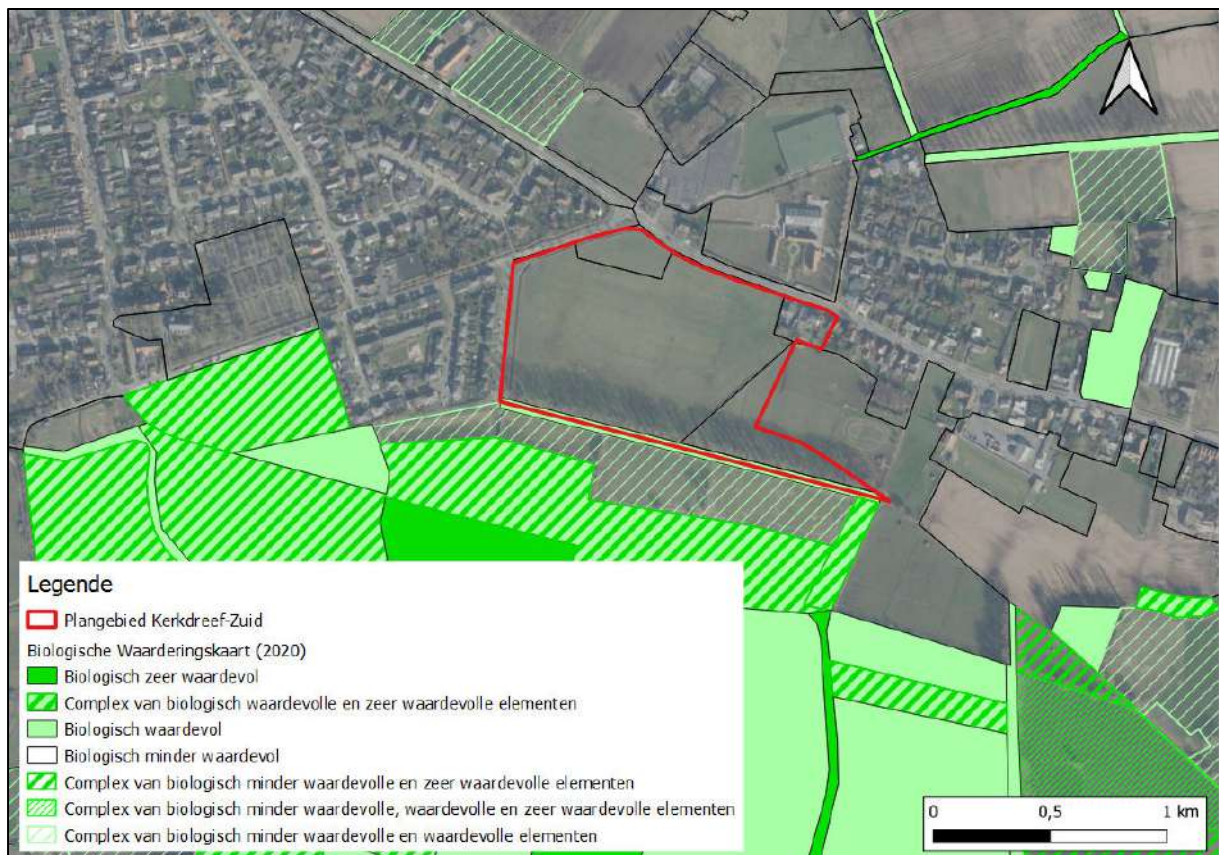 Legende
Plangebied Kerkdreef-Zuid
Biologische Waarderingskaart (2020)
Biologisch zeer waardevol
Complex van biologisch waardevolle en zeer waardevolle elementen
Biologisch waardevol
Biologisch minder waardevol
Complex van biologisch minder waardevolle en zeer waardevolle elementen
Complex van biologisch minder waardevolle, waardevolle en zeer waardevolle elementen
Complex van biologisch minder waardevolle en waardevolle elementen
0 0,5 1 km